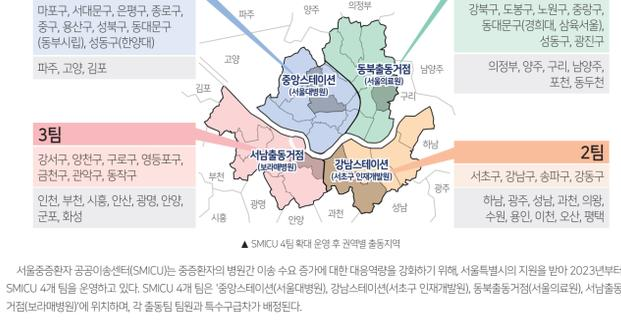 마포구, 서대문구, 은평구, 종로구,
중구, 용산구, 성북구, 동대문구
(동부시립), 성동구(한양대)
파주, 고양, 김포
강북구, 도봉구, 노원구, 중랑구,
동대문구(경희대, 삼육서울),
성동구, 광진구
의정부, 양주, 구리, 남양주,
포천, 동두천
파주
양주
의정부
고양
남양주
김포
구리
중앙스테이션
(서울대병원)
동북출동거점
(서울의료원)
3팀
강서구, 양천구, 구로구, 영등포구,
금천구, 관악구, 동작구
인천, 부천, 시흥, 안산, 광명, 안양,
군포, 화성
서남출동거점
(보라매병원)
강남스테이션
(서초구 인재개발원)
하남
부천
광명
시흥
안양
과천
성남
광주
2팀
서초구, 강남구, 송파구, 강동구
하남, 광주, 성남, 과천, 의왕,
수원, 용인, 이천, 오산, 평택
▲ SMICU 4팀 확대 운영 후 권역별 출동지역
서울중증환자 공공이송센터(SMICU)는 중증환자의 병원간 이송 수요 증가에 대한 대응역량을 강화하기 위해, 서울특별시의 지원을 받아 2023년부터
SMICU 4개 팀을 운영하고 있다. SMICU 4개 팀은 '중앙스테이션(서울대병원), 강남스테이션(서초구 인재개발원), 동북출동거점(서울의료원), 서남출동
거점(보라매병원)'에 위치하며, 각 출동팀 팀원과 특수구급차가 배정된다.